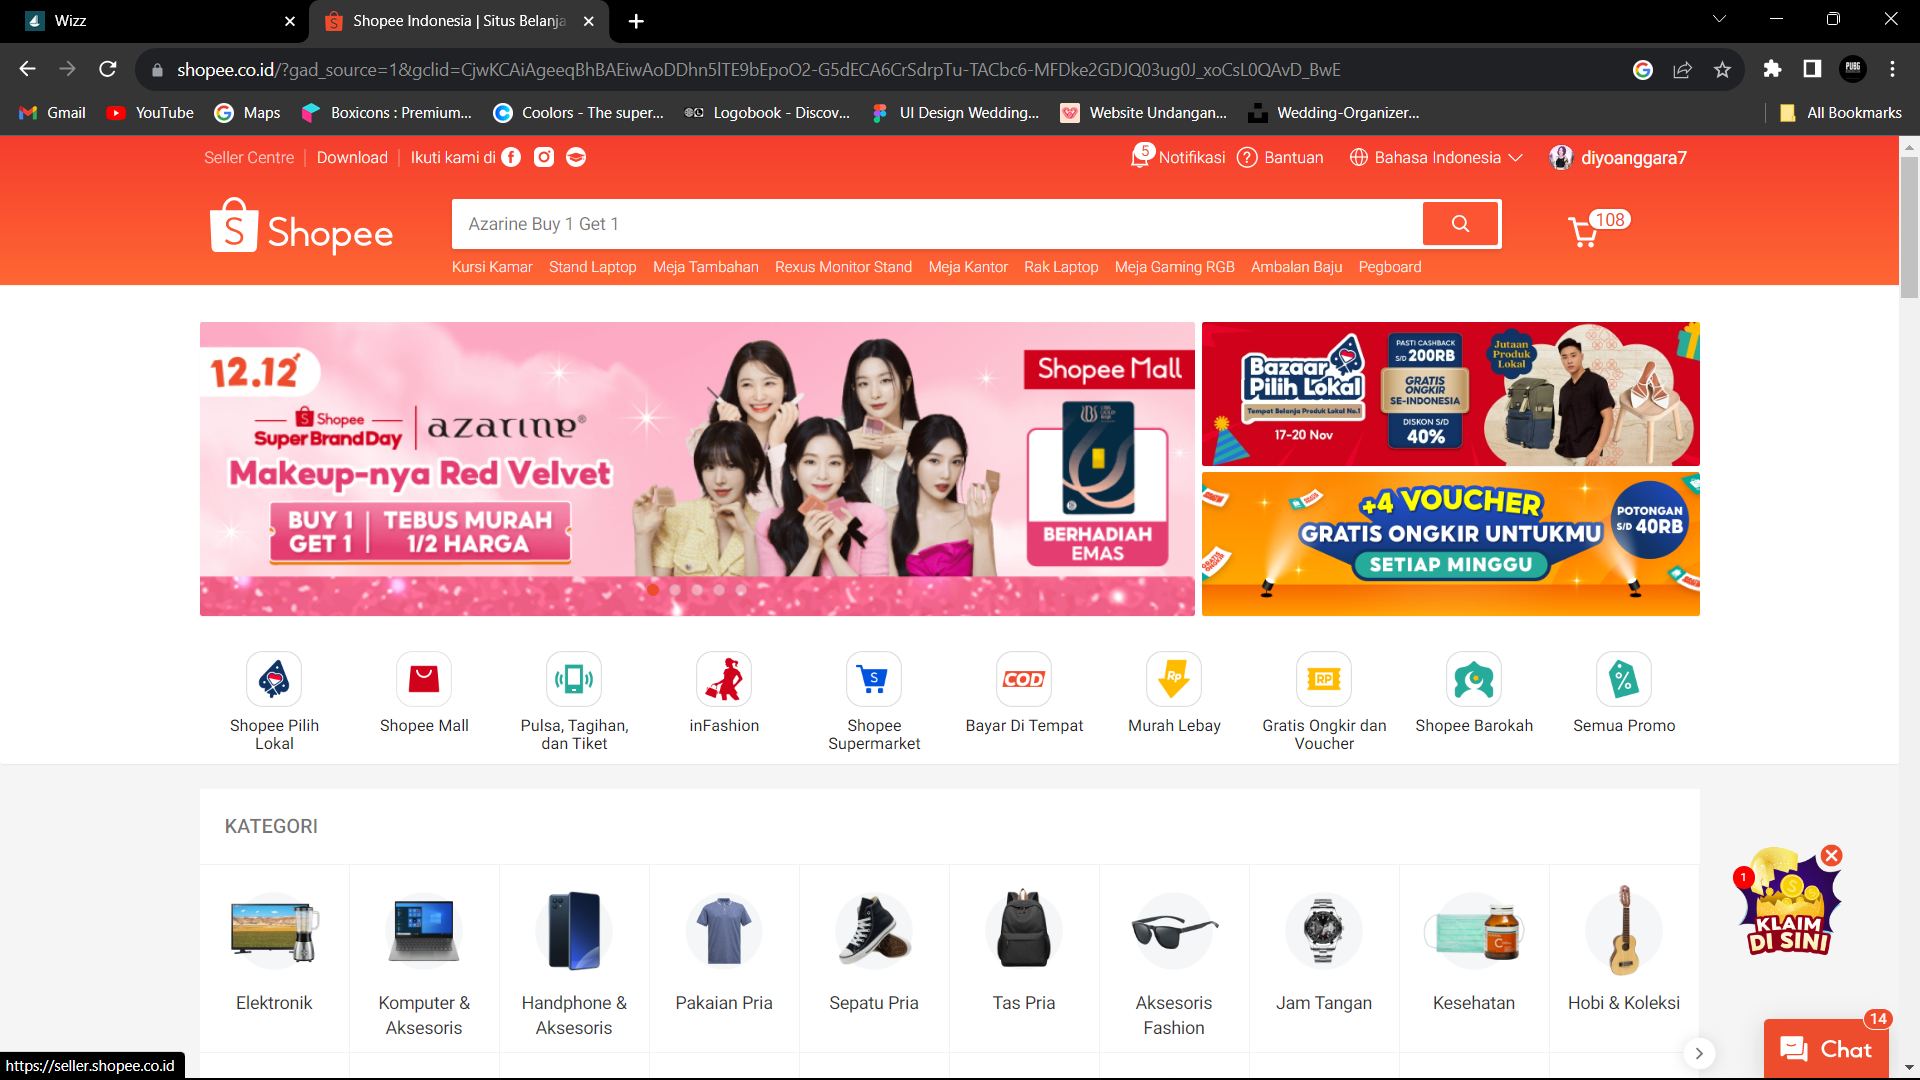 Wizz
Shopee Indonesia | Situs Belanja
shopee.co.id/?gad_source=1&gclid=CjwKCAiAgeeqBhBAEiwAoDDhn5lTE9bEpoO2-G5dECA6CrSdrpTu-TACbc6-MFDke2GDJQ03ug0J_xoCsL0QAvD_BwE
Gmail YouTube Maps Boxicons : Premium... Coolors - The super... Logobook - Discov... UI Design Wedding... Website Undangan... Wedding-Organizer... All Bookmarks
Seller Centre Download Ikuti kami di 5 Notifikasi Bantuan Bahasa Indonesia diyoanggara7
Shopee
Azarine Buy 1 Get 1
108
Kursi Kamar Stand Laptop Meja Tambahan Rexus Monitor Stand Meja Kantor Rak Laptop Meja Gaming RGB Ambalan Baju Pegboard
12.12
Shopee
Super Brand Day
azarine®
Makeup-nya Red Velvet
BUY 1 GET 1
TEBUS MURAH 1/2 HARGA
Shopee Mall
BERHADIAH
EMAS
Bazaar
Pilih Lokal
Tempat Belanja Produk Lokal No.1
17-20 Nov
PASTI CASHBACK
S/D 200RB
GRATIS
ONGKIR
SE-INDONESIA
DISKON S/D
40%
Jutaan
Produk
Lokal
+4 VOUCHER
GRATIS ONGKIR UNTUKMU
SETIAP MINGGU
POTONGAN
S/D 40RB
COD
Rp
RP
Shopee Pilih Lokal
Shopee Mall
Pulsa, Tagihan, dan Tiket
inFashion
Shopee Supermarket
Bayar Di Tempat
Murah Lebay
Gratis Ongkir dan Voucher
Shopee Barokah
Semua Promo
KATEGORI
Elektronik
Komputer & Aksesoris
Handphone & Aksesoris
Pakaian Pria
Sepatu Pria
Tas Pria
Aksesoris Fashion
Jam Tangan
Kesehatan
Hobi & Koleksi
1
KLAIM
DI SINI
14
Chat
https://seller.shopee.co.id